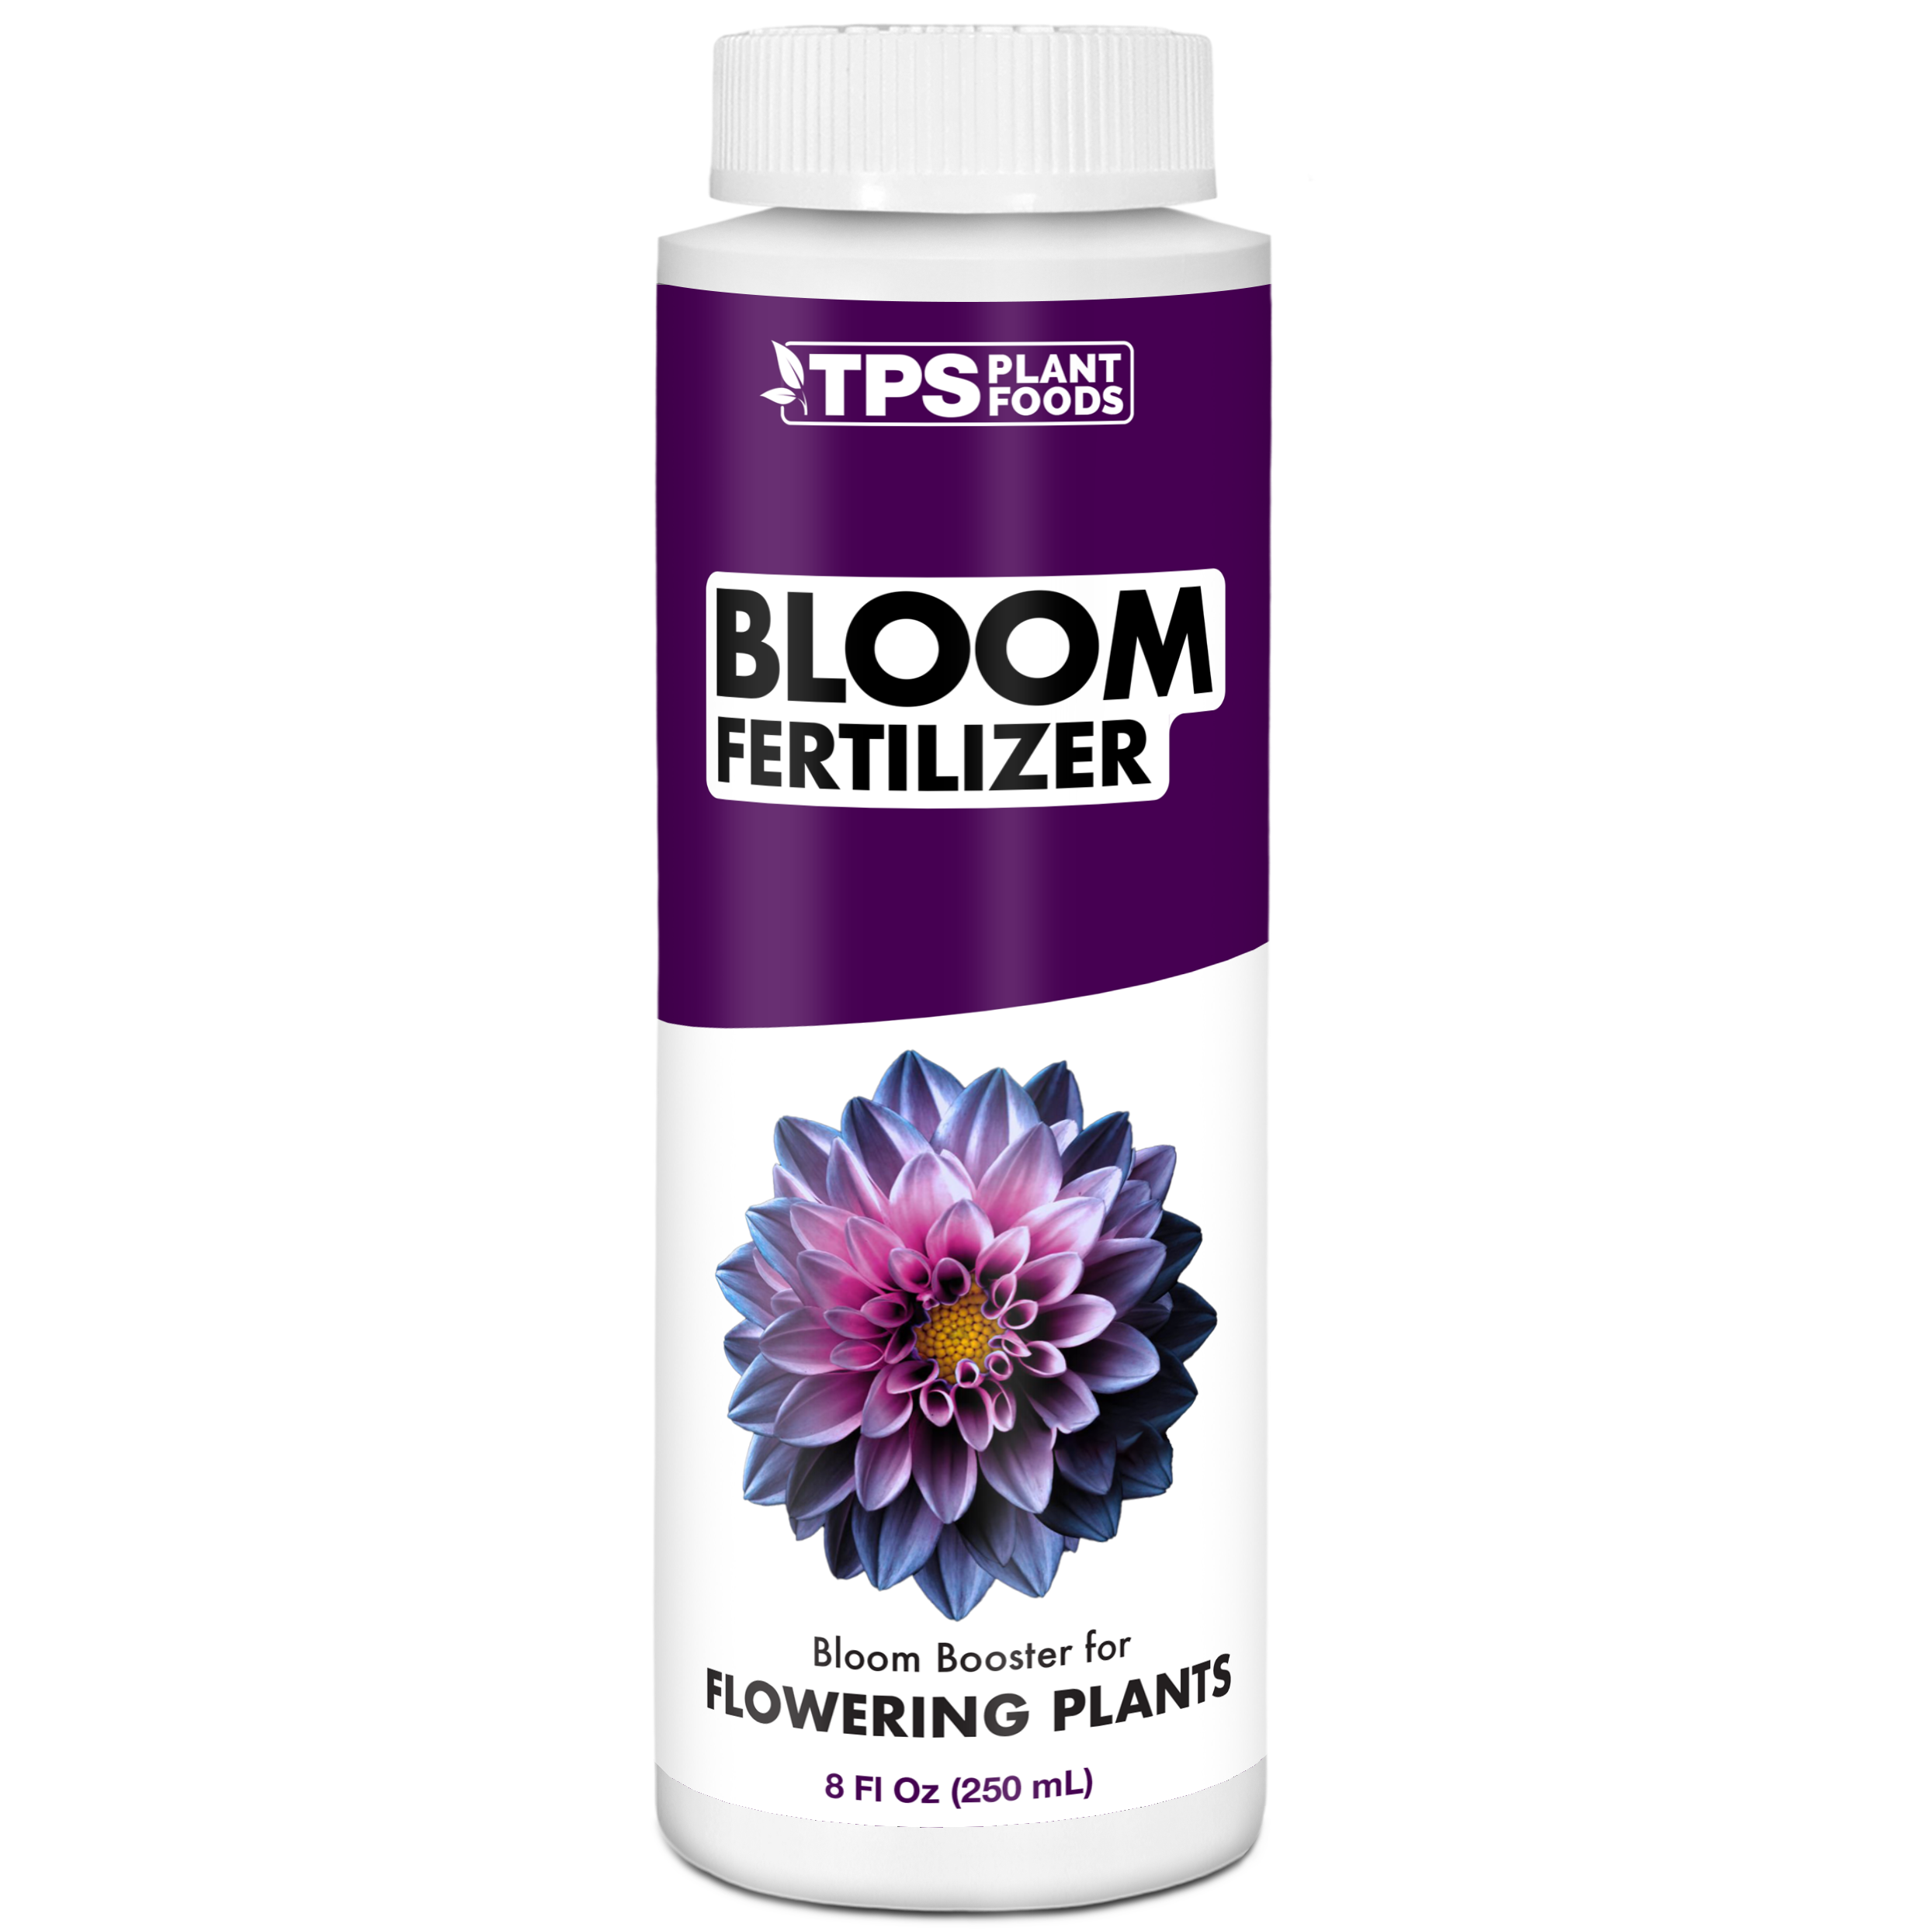 TPS PLANT
FOODS
BLOOM
FERTILIZER
Bloom Booster for
FLOWERING PLANTS
8 Fl Oz (250 mL)